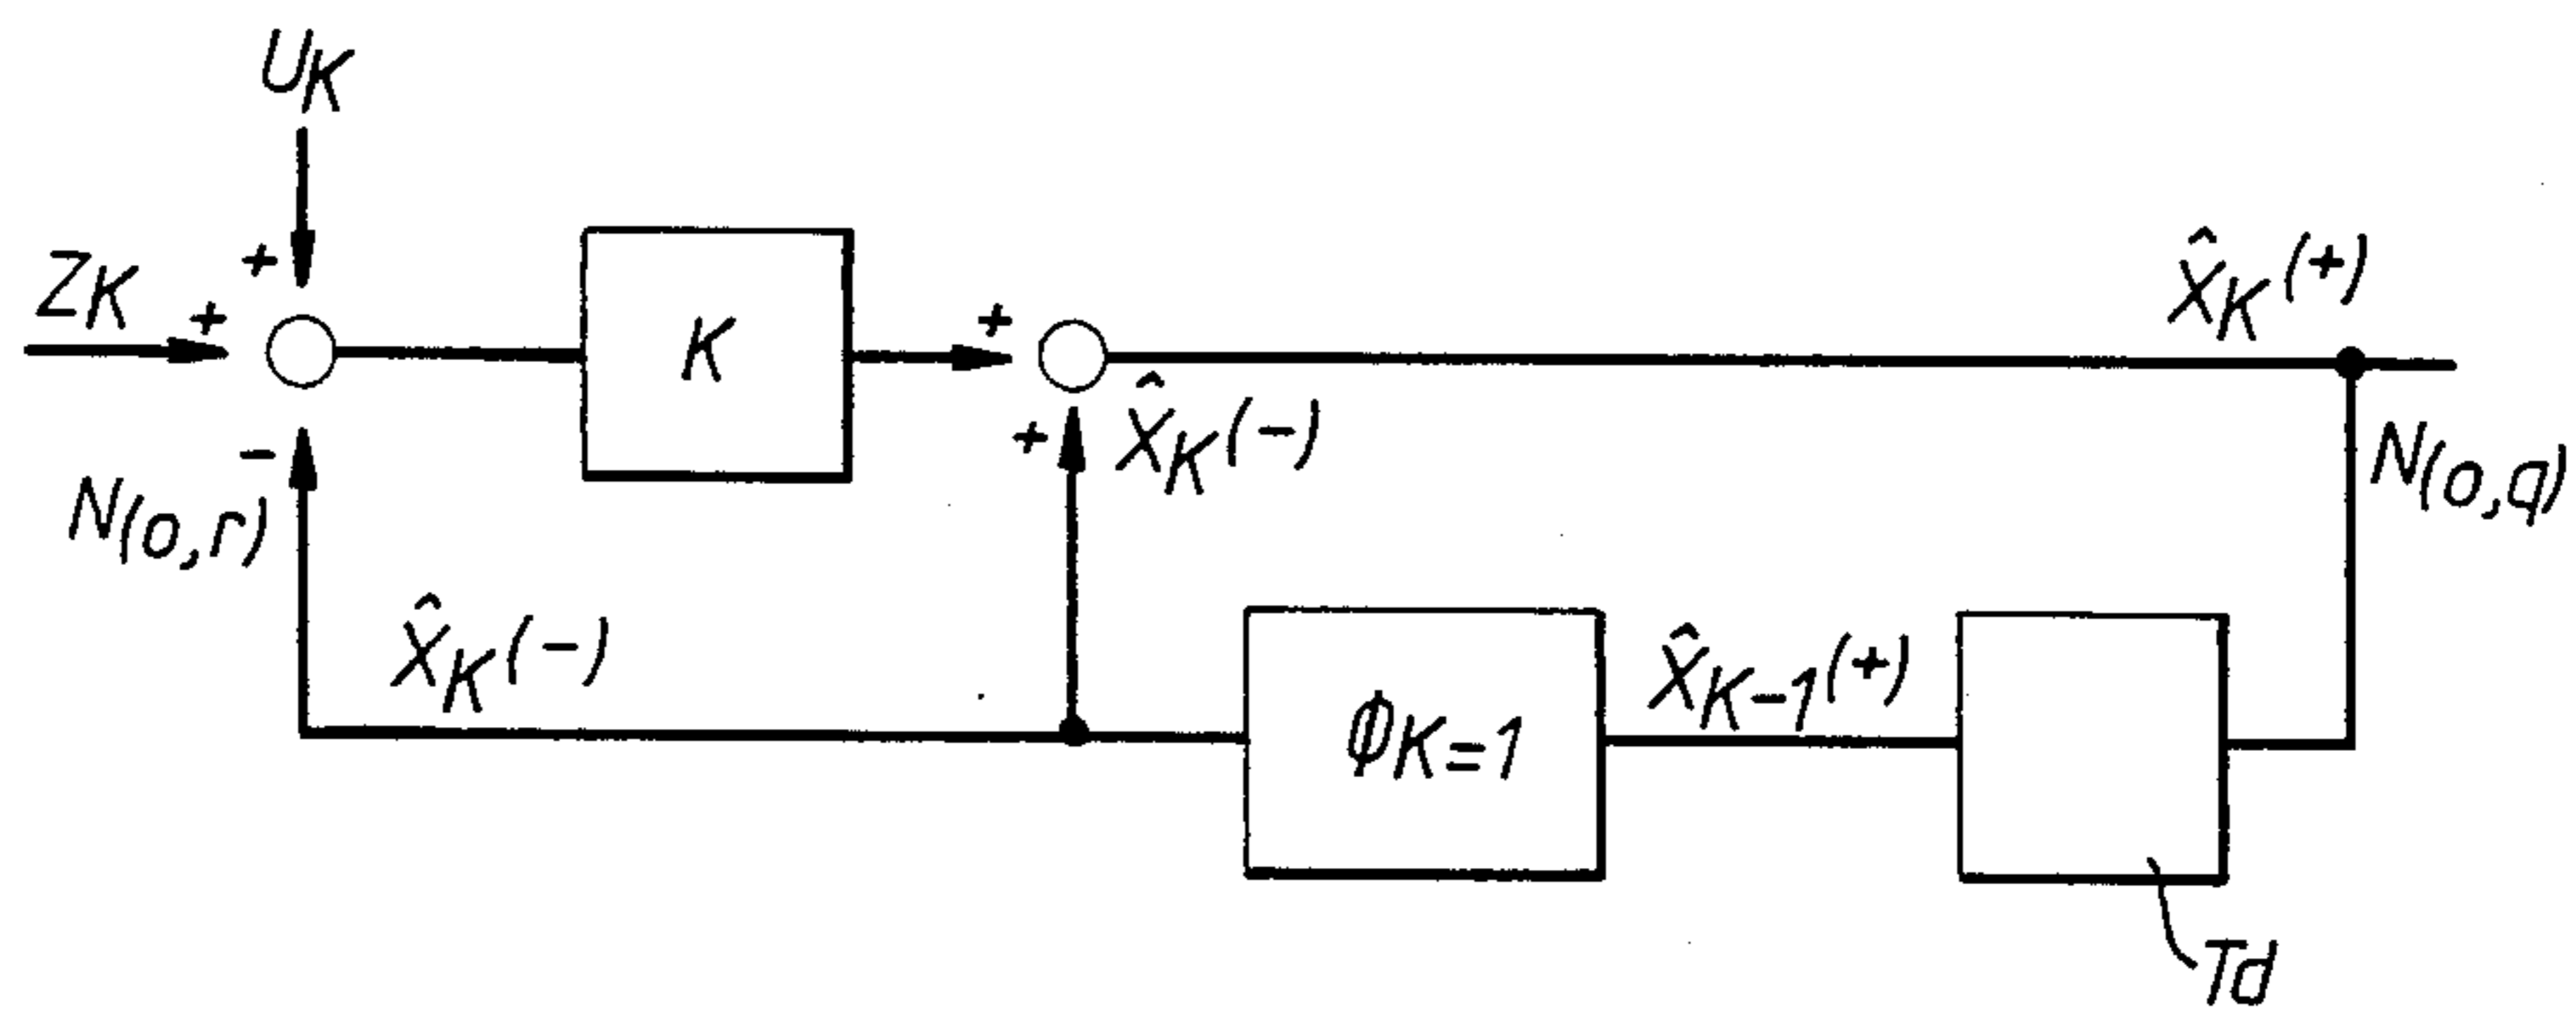 UK
ZK
+
+
-
N(o,r)
K
+
+
x̂K(-)
x̂K(+)
N(o,q)
x̂K(-)
ϕK=1
x̂K-1(+)
Td